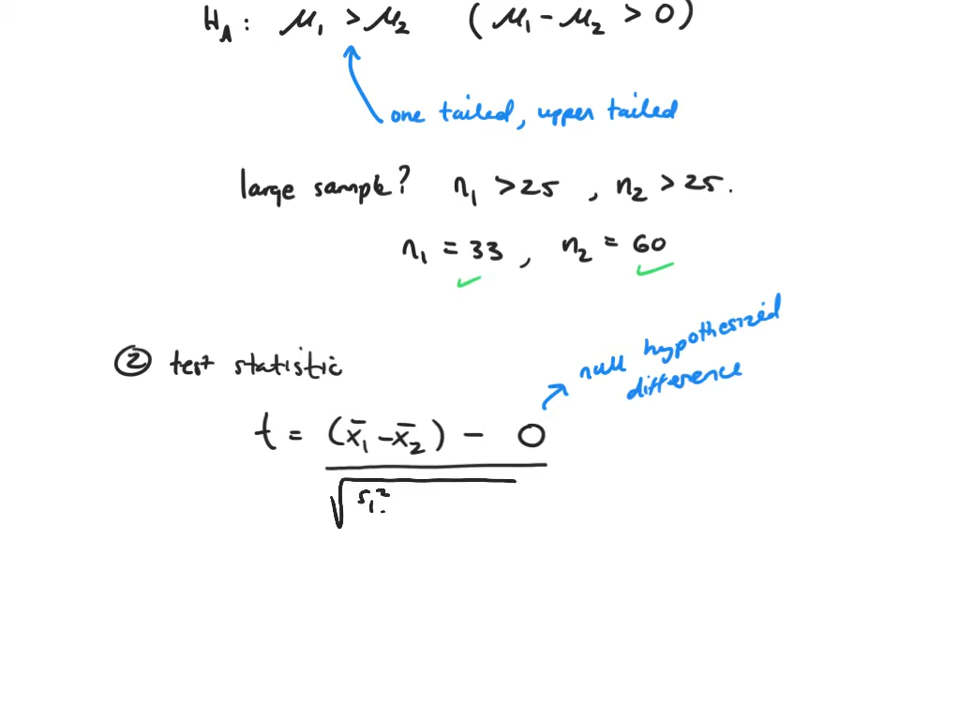 H_A : μ₁ > μ₂ (μ₁ - μ₂ > 0)
one tailed, upper tailed
large sample? n₁ > 25 , n₂ > 25.
n₁ = 33 , n₂ = 60
② test statistic
null hypothesized
difference
t = (x̄₁ - x̄₂) - 0
√ s₁²